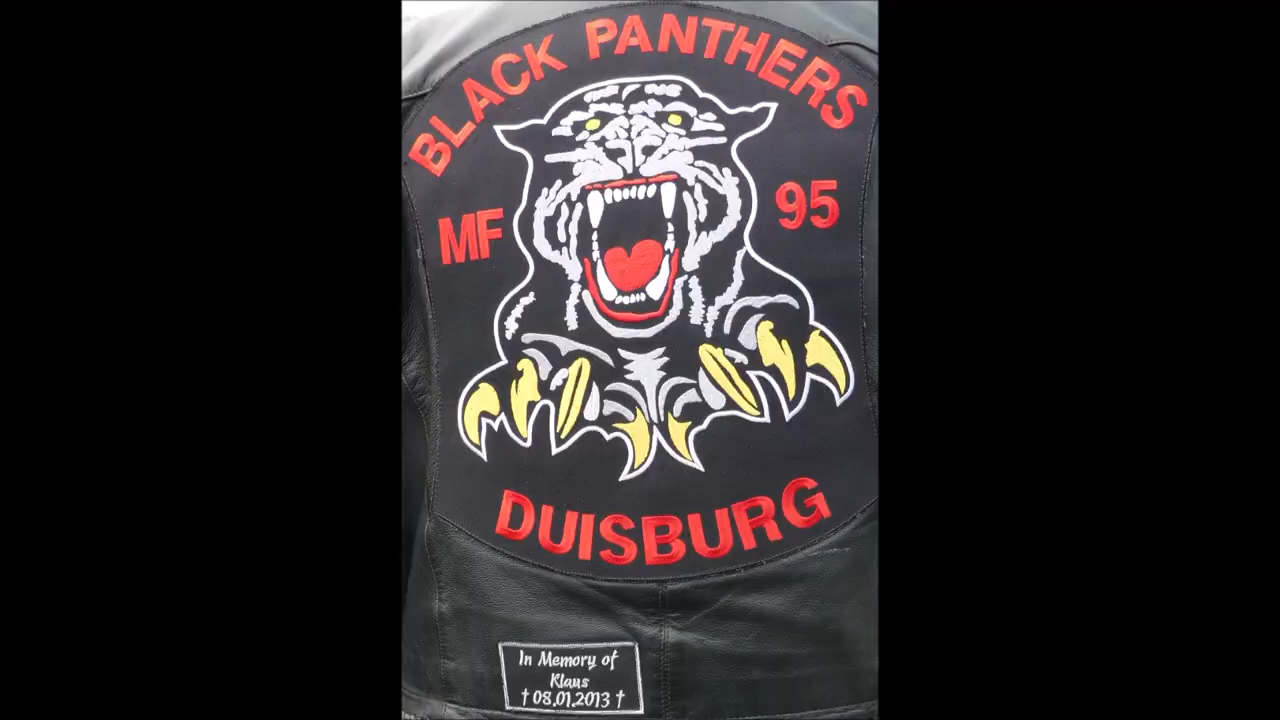 BLACK PANTHERS
MF 95
DUISBURG
In Memory of
Klaus
† 08.01.2013 †